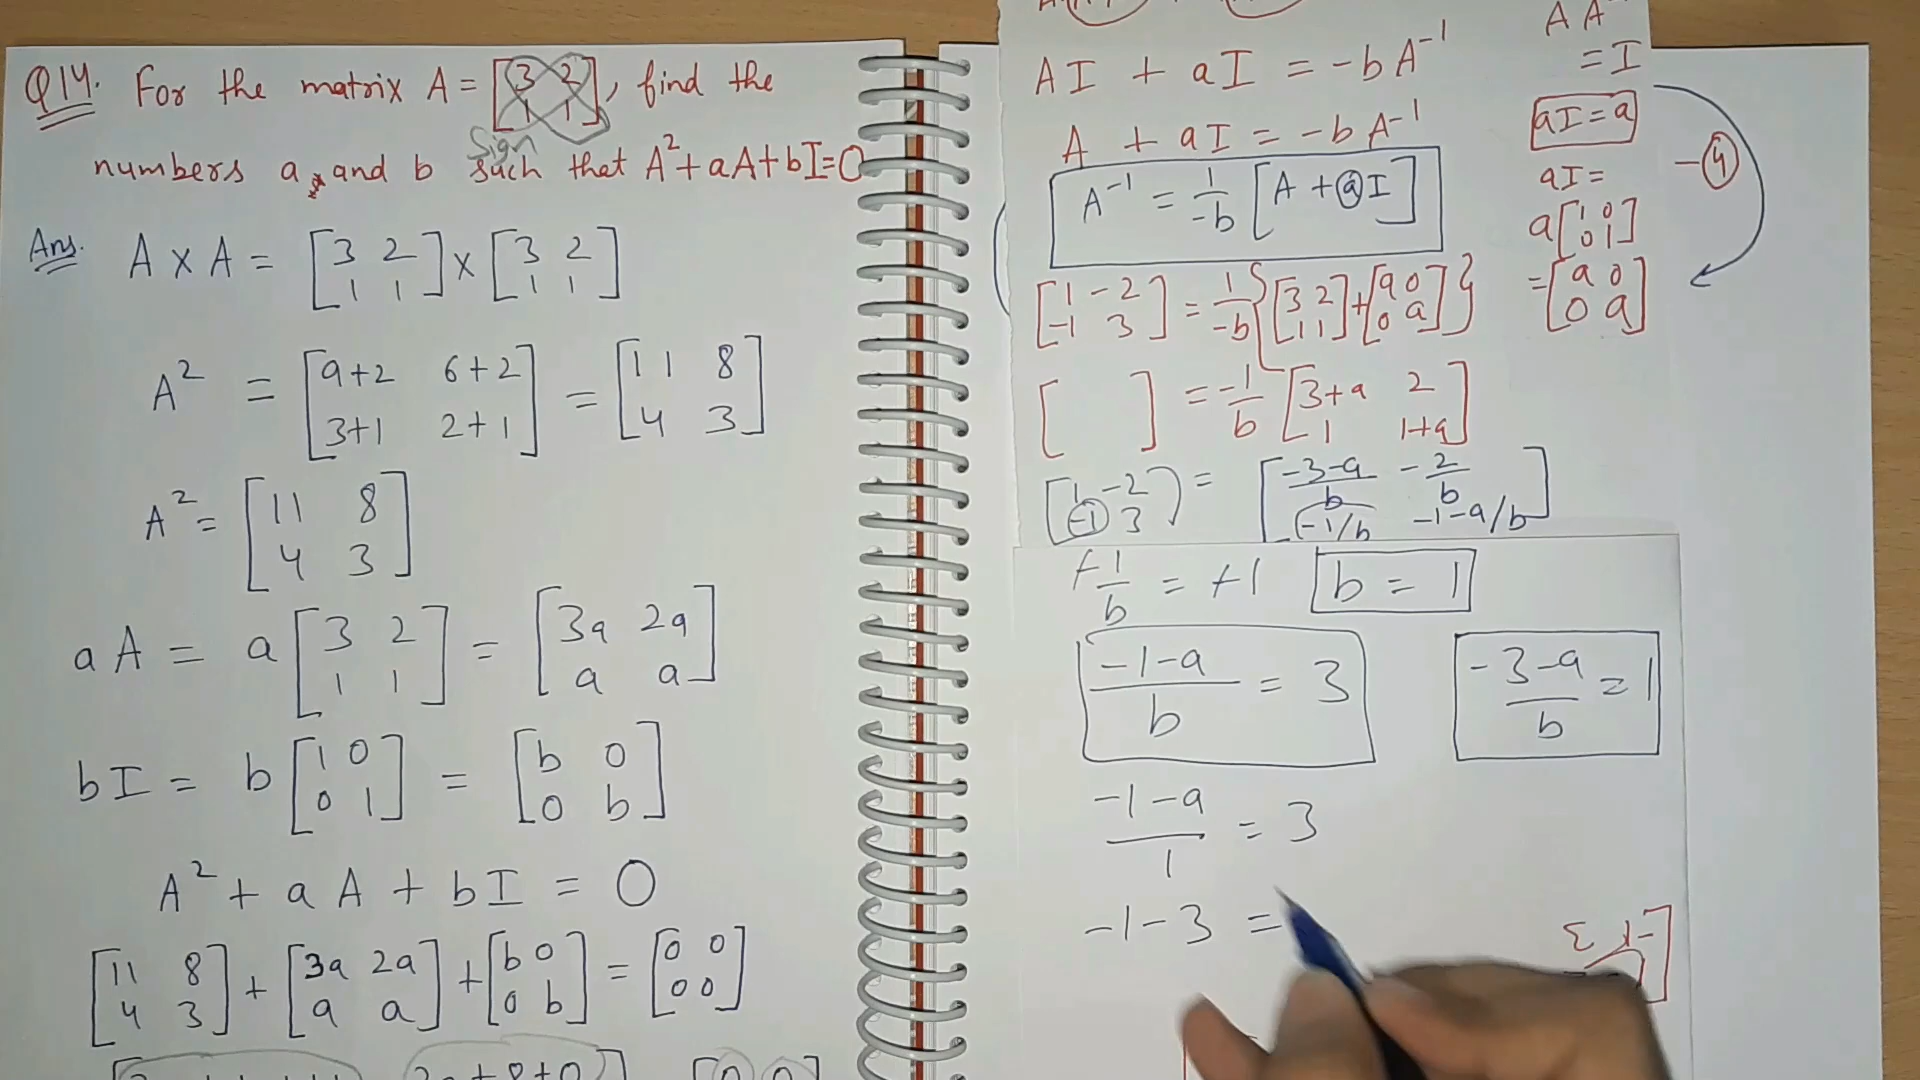 Q14. For the matrix A = [3 2 1 1], find the
numbers a, and b such that A²+aA+bI=0
Sign
Ans. A x A = [3 2 1 1] x [3 2 1 1]
A² = [9+2 6+2 3+1 2+1] = [11 8 4 3]
A² = [11 8 4 3]
aA = a [3 2 1 1] = [3a 2a a a]
bI = b [1 0 0 1] = [b 0 0 b]
A² + aA + bI = 0
[11 8 4 3] + [3a 2a a a] + [b 0 0 b] = [0 0 0 0]
AI + aI = -bA⁻¹
A + aI = -bA⁻¹
A⁻¹ = 1/-b [A + aI]
[1 -2 -1 3] = 1/-b {[3 2 1 1] + [a 0 0 a]}
[ ] = -1/b [3+a 2 1 1+a]
[1 -2 -1 3] = [-3-a/b -2/b -1/b -1-a/b]
+1/b = +1 b = 1
-1-a/b = 3 -3-a/b = 1
-1-a/1 = 3
-1-3 =
A A
= I
aI = a
-4
aI =
a[1 0 0 1]
= [a 0 0 a]